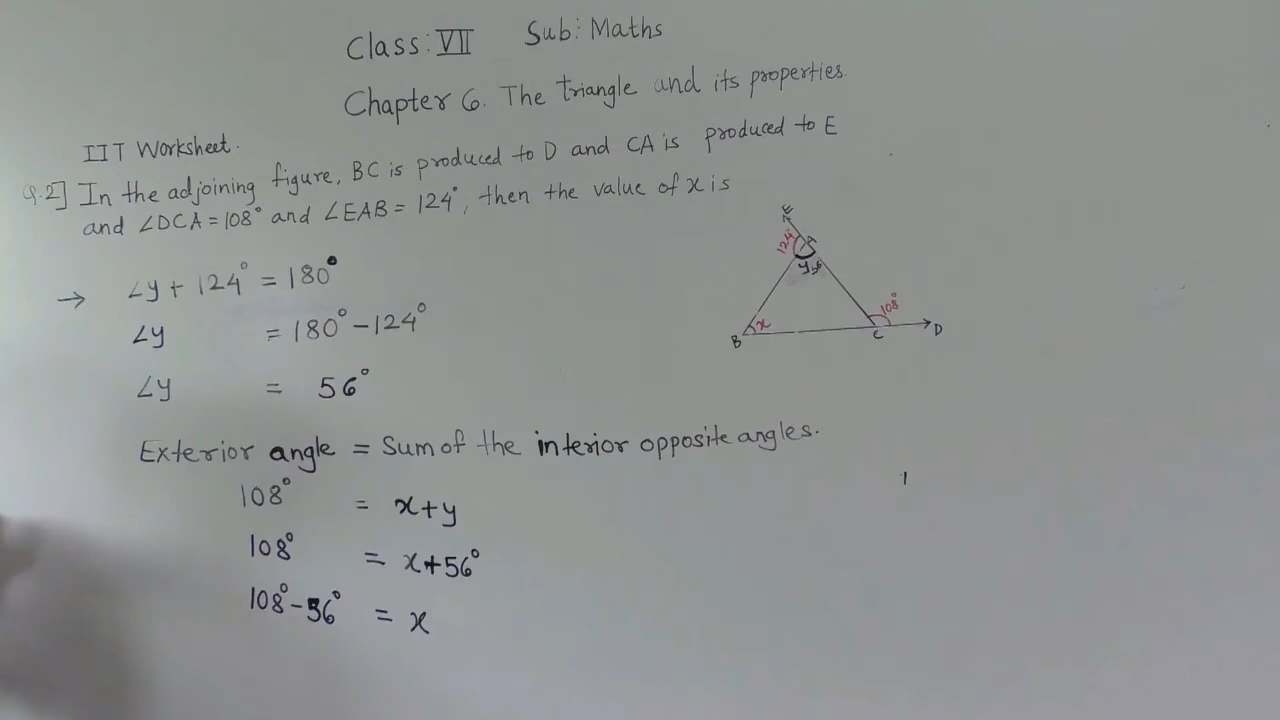 Class: VII Sub: Maths
Chapter 6. The triangle and its properties.
IIT Worksheet.
Q.2] In the adjoining figure, BC is produced to D and CA is produced to E
and ∠DCA = 108° and ∠EAB = 124°, then the value of x is
→ ∠y + 124° = 180°
∠y = 180° - 124°
∠y = 56°
Exterior angle = Sum of the interior opposite angles.
108° = x + y
108° = x + 56°
108° - 56° = x
E
124°
A
y
x
108°
B
C
D